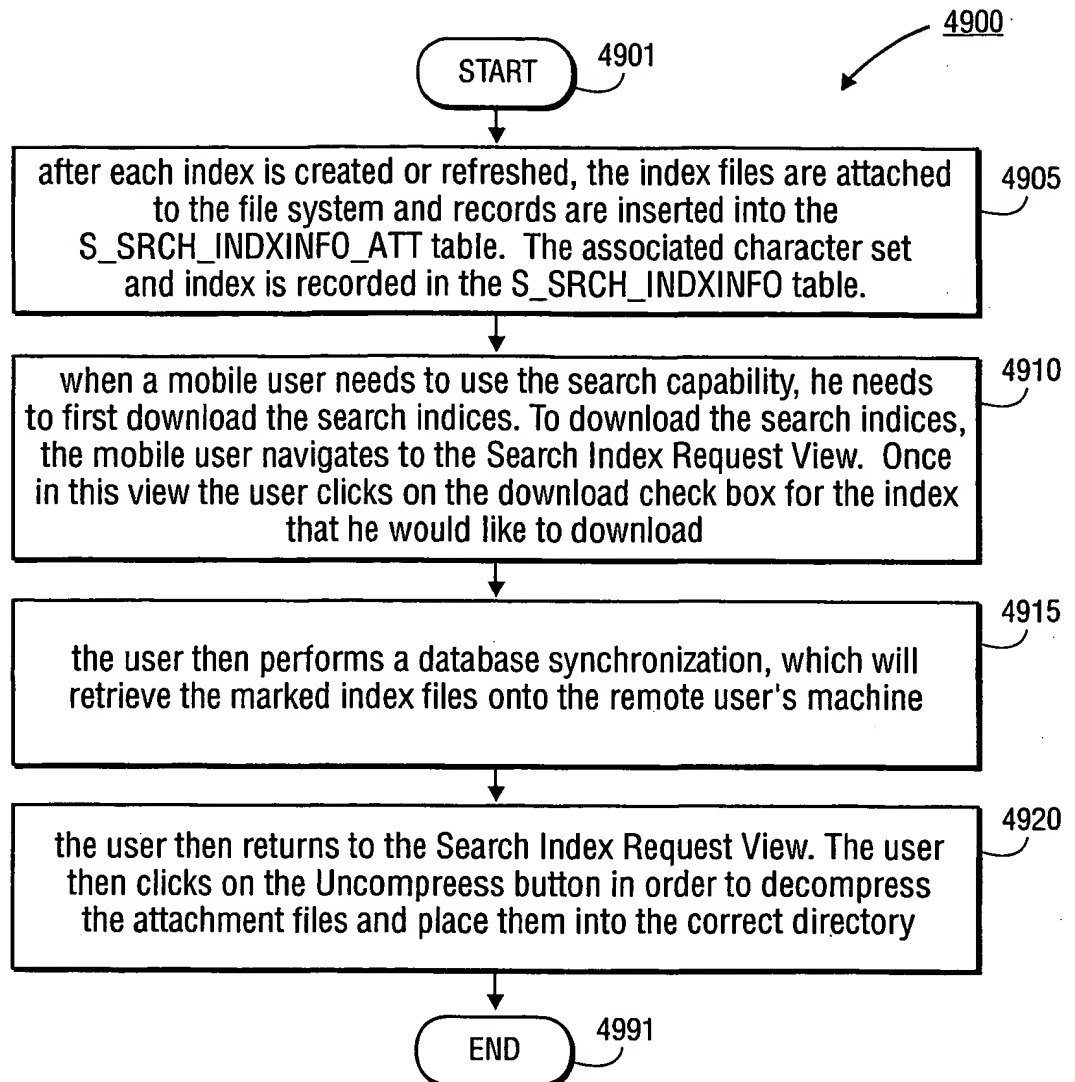 4900
START
4901
after each index is created or refreshed, the index files are attached
to the file system and records are inserted into the
S_SRCH_INDXINFO_ATT table. The associated character set
and index is recorded in the S_SRCH_INDXINFO table.
4905
when a mobile user needs to use the search capability, he needs
to first download the search indices. To download the search indices,
the mobile user navigates to the Search Index Request View. Once
in this view the user clicks on the download check box for the index
that he would like to download
4910
the user then performs a database synchronization, which will
retrieve the marked index files onto the remote user's machine
4915
the user then returns to the Search Index Request View. The user
then clicks on the Uncompreess button in order to decompress
the attachment files and place them into the correct directory
4920
END
4991